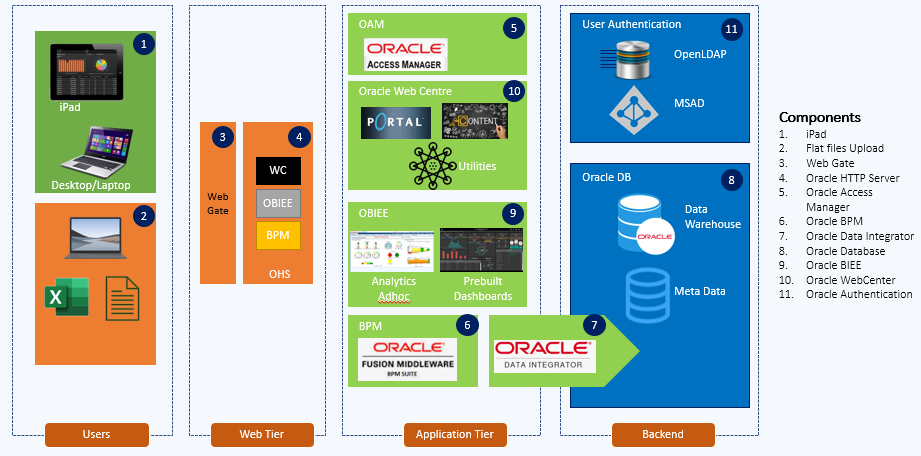 1
iPad
Desktop/Laptop
2
Users
3
Web
Gate
4
WC
OBIEE
BPM
OHS
Web Tier
OAM
5
ORACLE
ACCESS MANAGER
Oracle Web Centre
10
PORTAL
CONTENT
Utilities
OBIEE
9
Analytics
Adhoc
Prebuilt
Dashboards
BPM
6
ORACLE
FUSION MIDDLEWARE
BPM SUITE
7
ORACLE
DATA INTEGRATOR
Application Tier
User Authentication
11
OpenLDAP
MSAD
Oracle DB
8
Data
Warehouse
ORACLE
Meta Data
Backend
Components
1. iPad
2. Flat files Upload
3. Web Gate
4. Oracle HTTP Server
5. Oracle Access
Manager
6. Oracle BPM
7. Oracle Data Integrator
8. Oracle Database
9. Oracle BIEE
10. Oracle WebCenter
11. Oracle Authentication